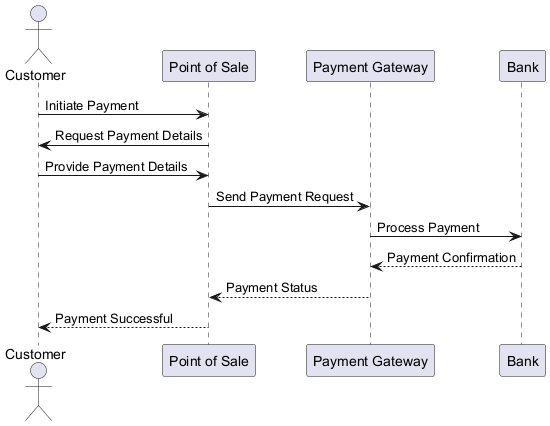 Customer
Point of Sale
Payment Gateway
Bank
Initiate Payment
Request Payment Details
Provide Payment Details
Send Payment Request
Process Payment
Payment Confirmation
Payment Status
Payment Successful
Customer
Point of Sale
Payment Gateway
Bank